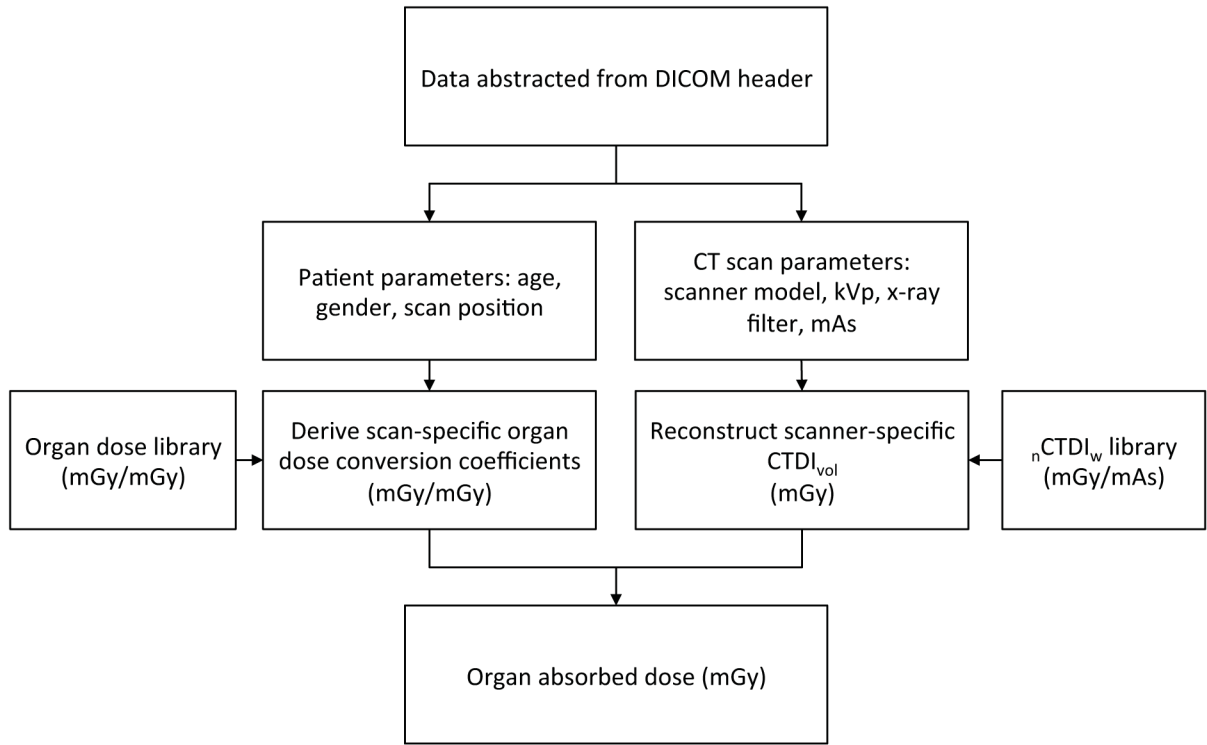 Data abstracted from DICOM header
Patient parameters: age,
gender, scan position
CT scan parameters:
scanner model, kVp, x-ray
filter, mAs
Organ dose library
(mGy/mGy)
Derive scan-specific organ
dose conversion coefficients
(mGy/mGy)
Reconstruct scanner-specific
CTDIvol
(mGy)
nCTDIw library
(mGy/mAs)
Organ absorbed dose (mGy)